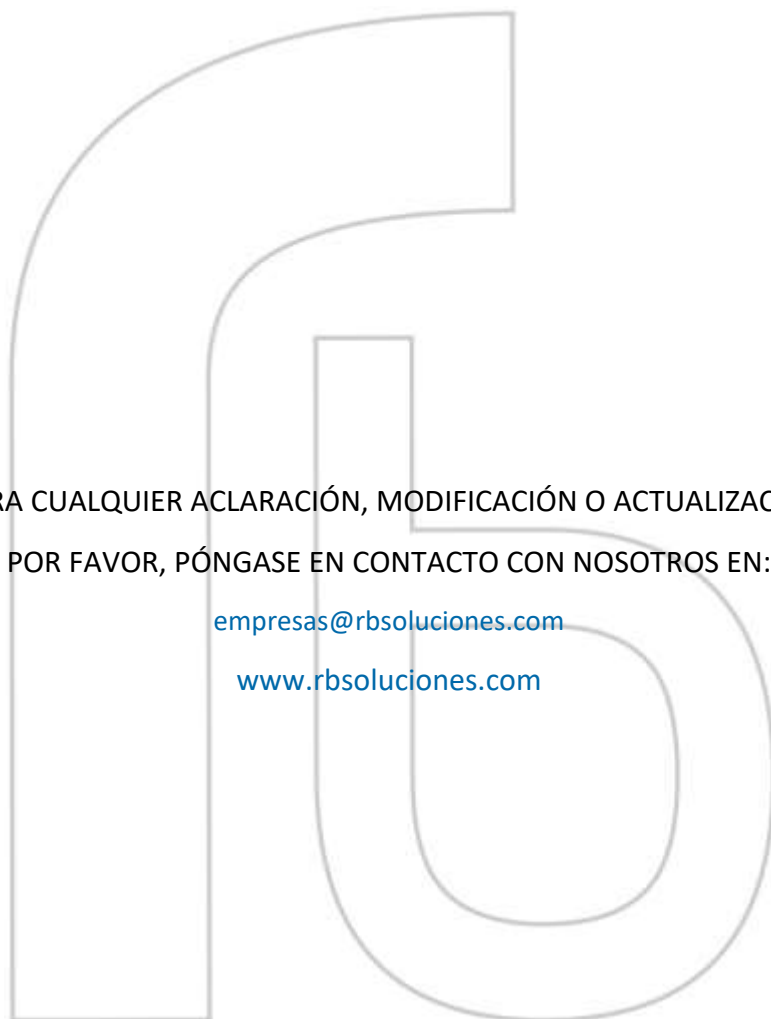 RA CUALQUIER ACLARACIÓN, MODIFICACIÓN O ACTUALIZAC
POR FAVOR, PÓNGASE EN CONTACTO CON NOSOTROS EN:
empresas@rbsoluciones.com
www.rbsoluciones.com